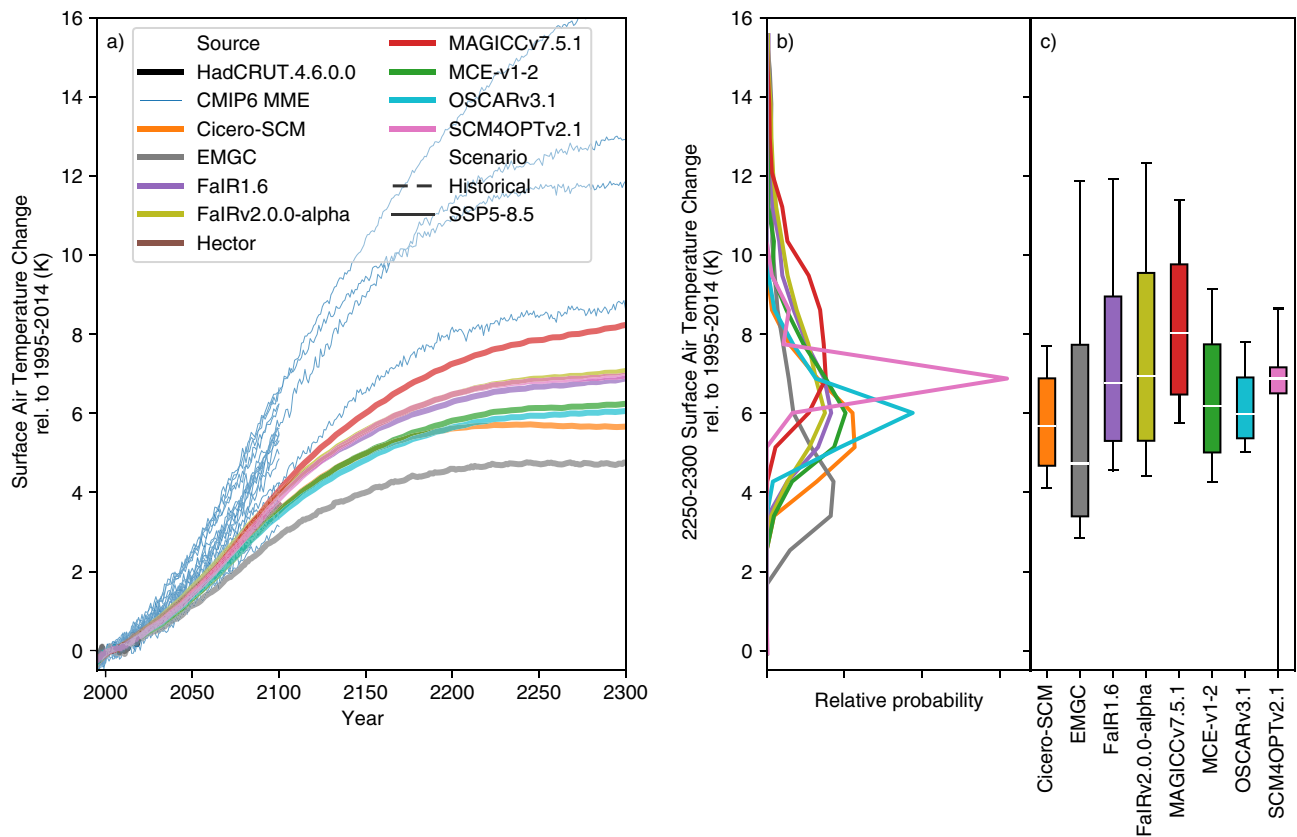 a)
Source
HadCRUT.4.6.0.0
CMIP6 MME
Cicero-SCM
EMGC
FaIR1.6
FaIRv2.0.0-alpha
Hector
MAGICCv7.5.1
MCE-v1-2
OSCARv3.1
SCM4OPTv2.1
Scenario
Historical
SSP5-8.5
Surface Air Temperature Change
rel. to 1995-2014 (K)
16
14
12
10
8
6
4
2
0
2000
2050
2100
2150
2200
2250
2300
Year
b)
2250-2300 Surface Air Temperature Change
rel. to 1995-2014 (K)
16
14
12
10
8
6
4
2
0
Relative probability
c)
Cicero-SCM
EMGC
FaIR1.6
FaIRv2.0.0-alpha
MAGICCv7.5.1
MCE-v1-2
OSCARv3.1
SCM4OPTv2.1